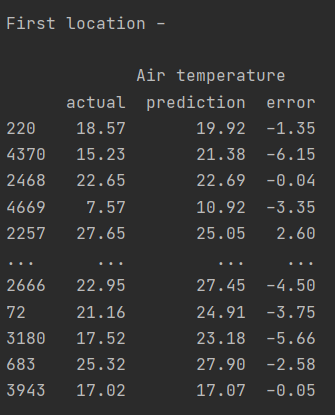 First location –
Air temperature
actual prediction error
220 18.57 19.92 -1.35
4370 15.23 21.38 -6.15
2468 22.65 22.69 -0.04
4669 7.57 10.92 -3.35
2257 27.65 25.05 2.60
... ... ... ...
2666 22.95 27.45 -4.50
72 21.16 24.91 -3.75
3180 17.52 23.18 -5.66
683 25.32 27.90 -2.58
3943 17.02 17.07 -0.05